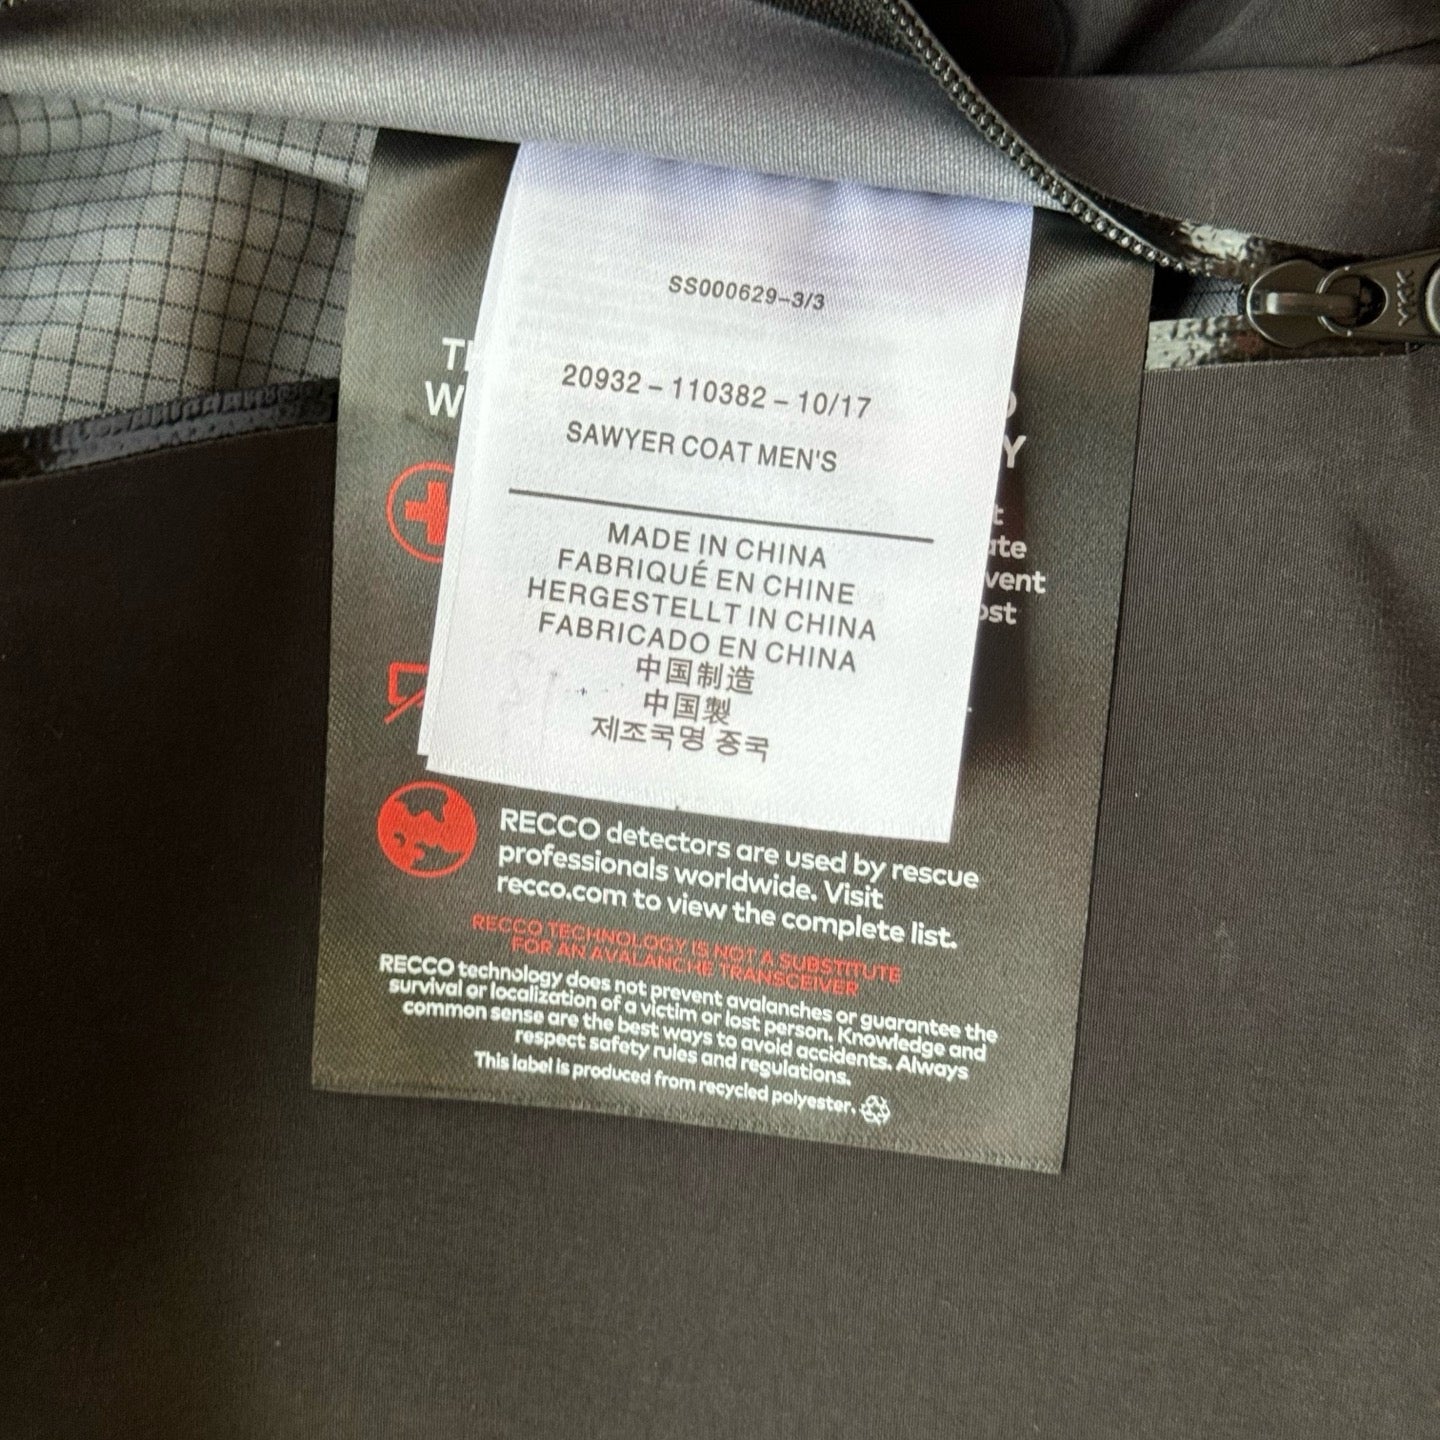 SS000629-3/3
20932 - 110382 - 10/17
SAWYER COAT MEN'S
MADE IN CHINA
FABRIQUÉ EN CHINE
HERGESTELLT IN CHINA
FABRICADO EN CHINA
中国制造
中国製
제조국명 중국
YKK
RECCO detectors are used by rescue
professionals worldwide. Visit
recco.com to view the complete list.
RECCO TECHNOLOGY IS NOT A SUBSTITUTE
FOR AN AVALANCHE TRANSCEIVER
RECCO technology does not prevent avalanches or guarantee the
survival or localization of a victim or lost person. Knowledge and
common sense are the best ways to avoid accidents. Always
respect safety rules and regulations.
This label is produced from recycled polyester.